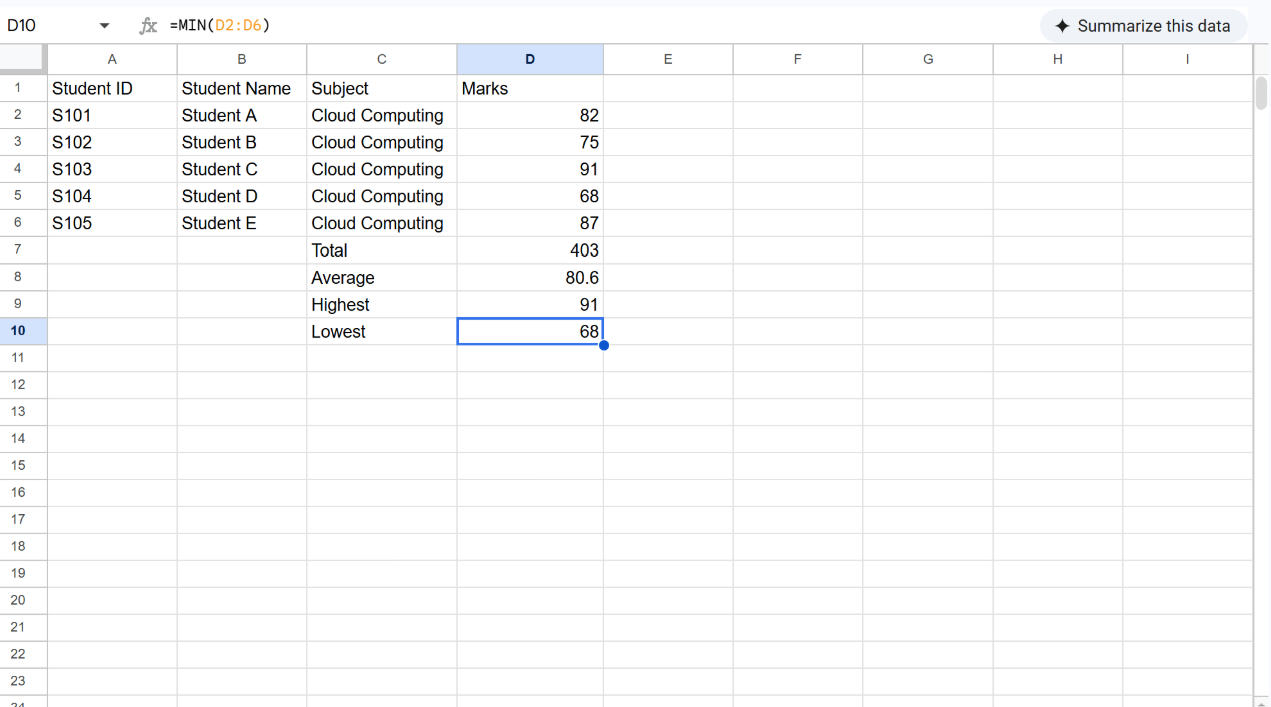 D10 fx =MIN(D2:D6) Summarize this data
A B C D E F G H I
1 Student ID Student Name Subject Marks
2 S101 Student A Cloud Computing 82
3 S102 Student B Cloud Computing 75
4 S103 Student C Cloud Computing 91
5 S104 Student D Cloud Computing 68
6 S105 Student E Cloud Computing 87
7 Total 403
8 Average 80.6
9 Highest 91
10 Lowest 68
11
12
13
14
15
16
17
18
19
20
21
22
23
24